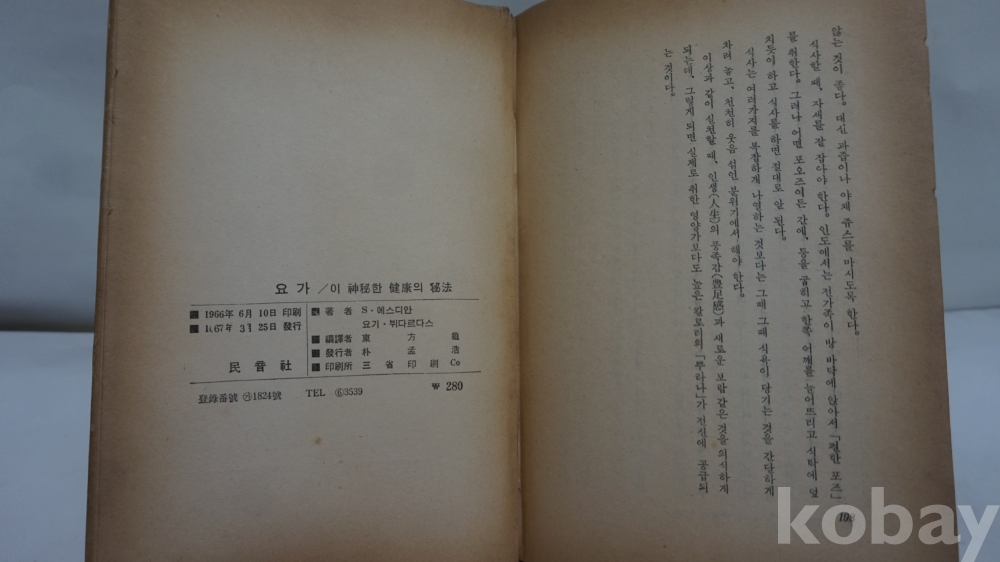 요 가 / 이 神秘한 健康의 秘法
■ 1966年 6月 10日 印刷
■ 1967年 3月 25日 發行
民音社
■ 著 者 S·에스디안
요기·뷔다르다스
■ 編譯者 東 方
■ 發行者 朴 孟 浩
■ 印刷所 三 省 印 刷 Co
₩ 280
登錄番號 ㉮1824號 TEL ⑥3539
않는 것이 좋다. 대신 과즙이나 야채 쥬스를 마시도록 한다.
식사할 때, 자세를 잘 잡아야 한다. 인도에서는 전가족이 방 바닥에 앉아서 「편한 포즈」
를 취한다. 그러나 어떤 포오즈여든 간에, 등을 굽히고 한쪽 어깨를 늘어뜨리고 식탁에 엎
지듯이 하고 식사를 하면 절대로 안 된다.
식사는 여러가지를 복잡하게 나열하는 것보다는 그때 그때 식욕이 당기는 것을 간단하게
차려 놓고, 천천히 웃음 섞인 분위기에서 해야 한다.
이상과 같이 실천할 때, 인생(人生)의 풍족감(豊足感)과 새로운 보람 같은 것을 의식하게
되는데, 그렇게 되면 실제로 취한 영양가보다도 높은 칼로리의 「푸라나」가 전신에 공급되
는 것이다.
kobay